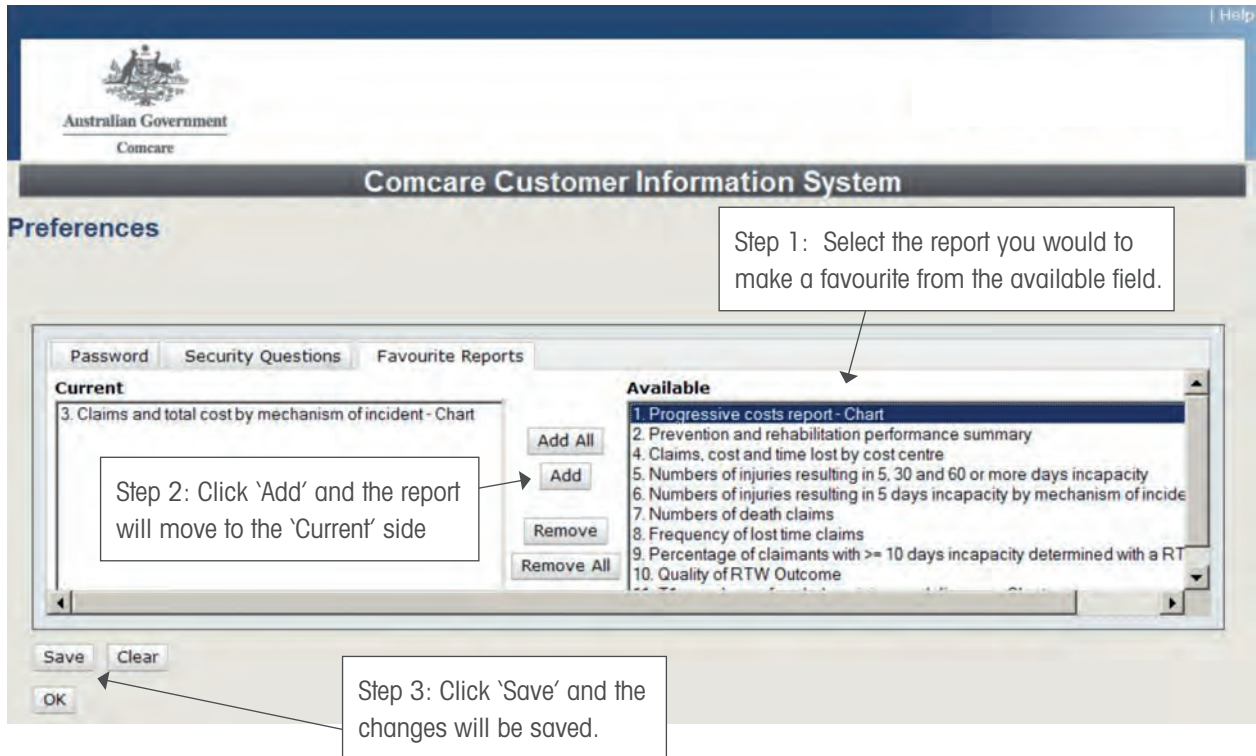 | Help
Australian Government
Comcare
Comcare Customer Information System
Preferences
Step 1: Select the report you would to
make a favourite from the available field.
Password
Security Questions
Favourite Reports
Current
3. Claims and total cost by mechanism of incident - Chart
Step 2: Click ‘Add’ and the report
will move to the ‘Current’ side
Add All
Add
Remove
Remove All
Available
1. Progressive costs report - Chart
2. Prevention and rehabilitation performance summary
4. Claims, cost and time lost by cost centre
5. Numbers of injuries resulting in 5, 30 and 60 or more days incapacity
6. Numbers of injuries resulting in 5 days incapacity by mechanism of incide
7. Numbers of death claims
8. Frequency of lost time claims
9. Percentage of claimants with >= 10 days incapacity determined with a RT
10. Quality of RTW Outcome
Save
Clear
OK
Step 3: Click ‘Save’ and the
changes will be saved.